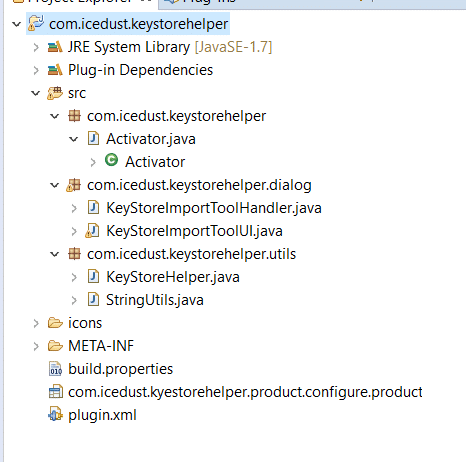 Project Explorer Plug-ins
com.icedust.keystorehelper
JRE System Library [JavaSE-1.7]
Plug-in Dependencies
src
com.icedust.keystorehelper
Activator.java
Activator
com.icedust.keystorehelper.dialog
KeyStoreImportToolHandler.java
KeyStoreImportToolUI.java
com.icedust.keystorehelper.utils
KeyStoreHelper.java
StringUtils.java
icons
META-INF
build.properties
com.icedust.kyestorehelper.product.configure.product
plugin.xml